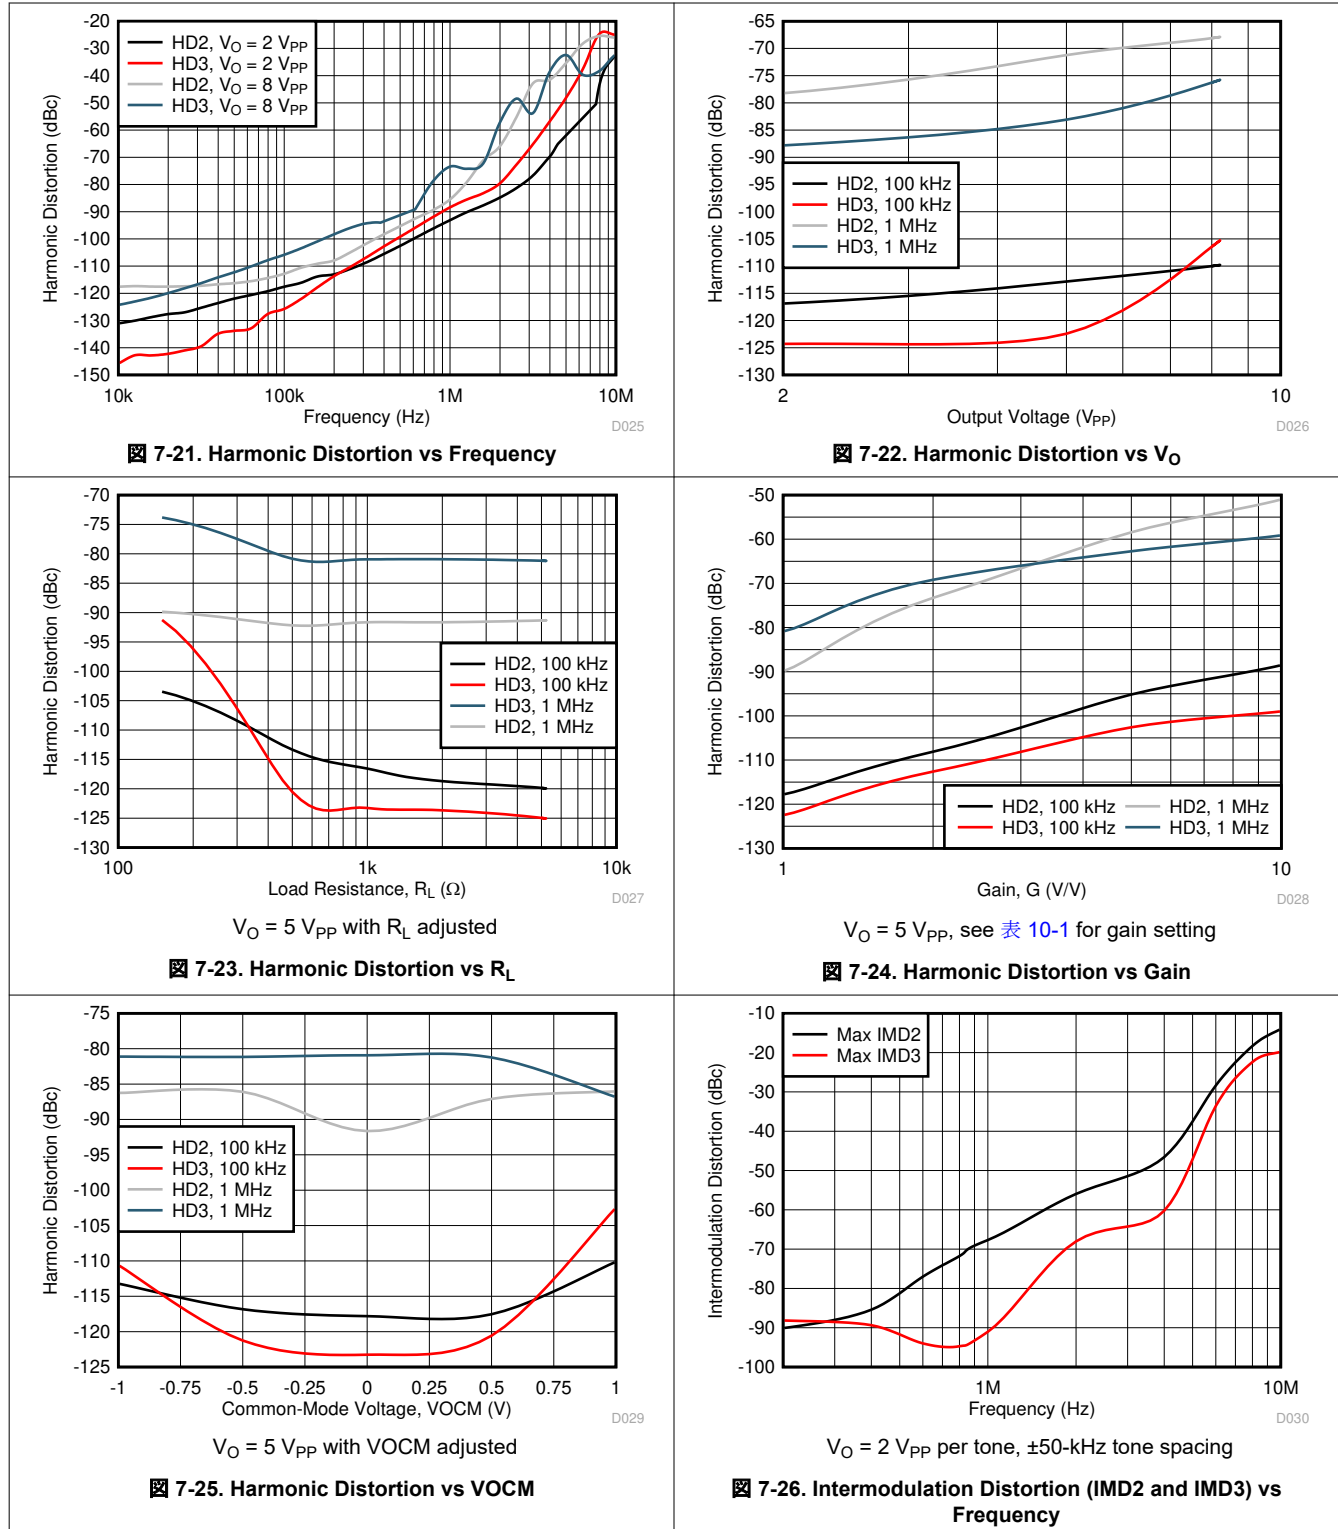 -20
-30
-40
-50
-60
-70
-80
-90
-100
-110
-120
-130
-140
-150
Harmonic Distortion (dBc)
HD2, VO = 2 VPP
HD3, VO = 2 VPP
HD2, VO = 8 VPP
HD3, VO = 8 VPP
10k 100k 1M 10M
Frequency (Hz)
D025
図 7-21. Harmonic Distortion vs Frequency
-65
-70
-75
-80
-85
-90
-95
-100
-105
-110
-115
-120
-125
-130
Harmonic Distortion (dBc)
HD2, 100 kHz
HD3, 100 kHz
HD2, 1 MHz
HD3, 1 MHz
2 10
Output Voltage (VPP)
D026
図 7-22. Harmonic Distortion vs VO
-70
-75
-80
-85
-90
-95
-100
-105
-110
-115
-120
-125
-130
Harmonic Distortion (dBc)
HD2, 100 kHz
HD3, 100 kHz
HD3, 1 MHz
HD2, 1 MHz
100 1k 10k
Load Resistance, RL (Ω)
D027
VO = 5 VPP with RL adjusted
図 7-23. Harmonic Distortion vs RL
-50
-60
-70
-80
-90
-100
-110
-120
-130
Harmonic Distortion (dBc)
HD2, 100 kHz HD2, 1 MHz
HD3, 100 kHz HD3, 1 MHz
1 10
Gain, G (V/V)
D028
VO = 5 VPP, see 表 10-1 for gain setting
図 7-24. Harmonic Distortion vs Gain
-75
-80
-85
-90
-95
-100
-105
-110
-115
-120
-125
Harmonic Distortion (dBc)
HD2, 100 kHz
HD3, 100 kHz
HD2, 1 MHz
HD3, 1 MHz
-1 -0.75 -0.5 -0.25 0 0.25 0.5 0.75 1
Common-Mode Voltage, VOCM (V)
D029
VO = 5 VPP with VOCM adjusted
図 7-25. Harmonic Distortion vs VOCM
-10
-20
-30
-40
-50
-60
-70
-80
-90
-100
Intermodulation Distortion (dBc)
Max IMD2
Max IMD3
1M 10M
Frequency (Hz)
D030
VO = 2 VPP per tone, ±50-kHz tone spacing
図 7-26. Intermodulation Distortion (IMD2 and IMD3) vs
Frequency